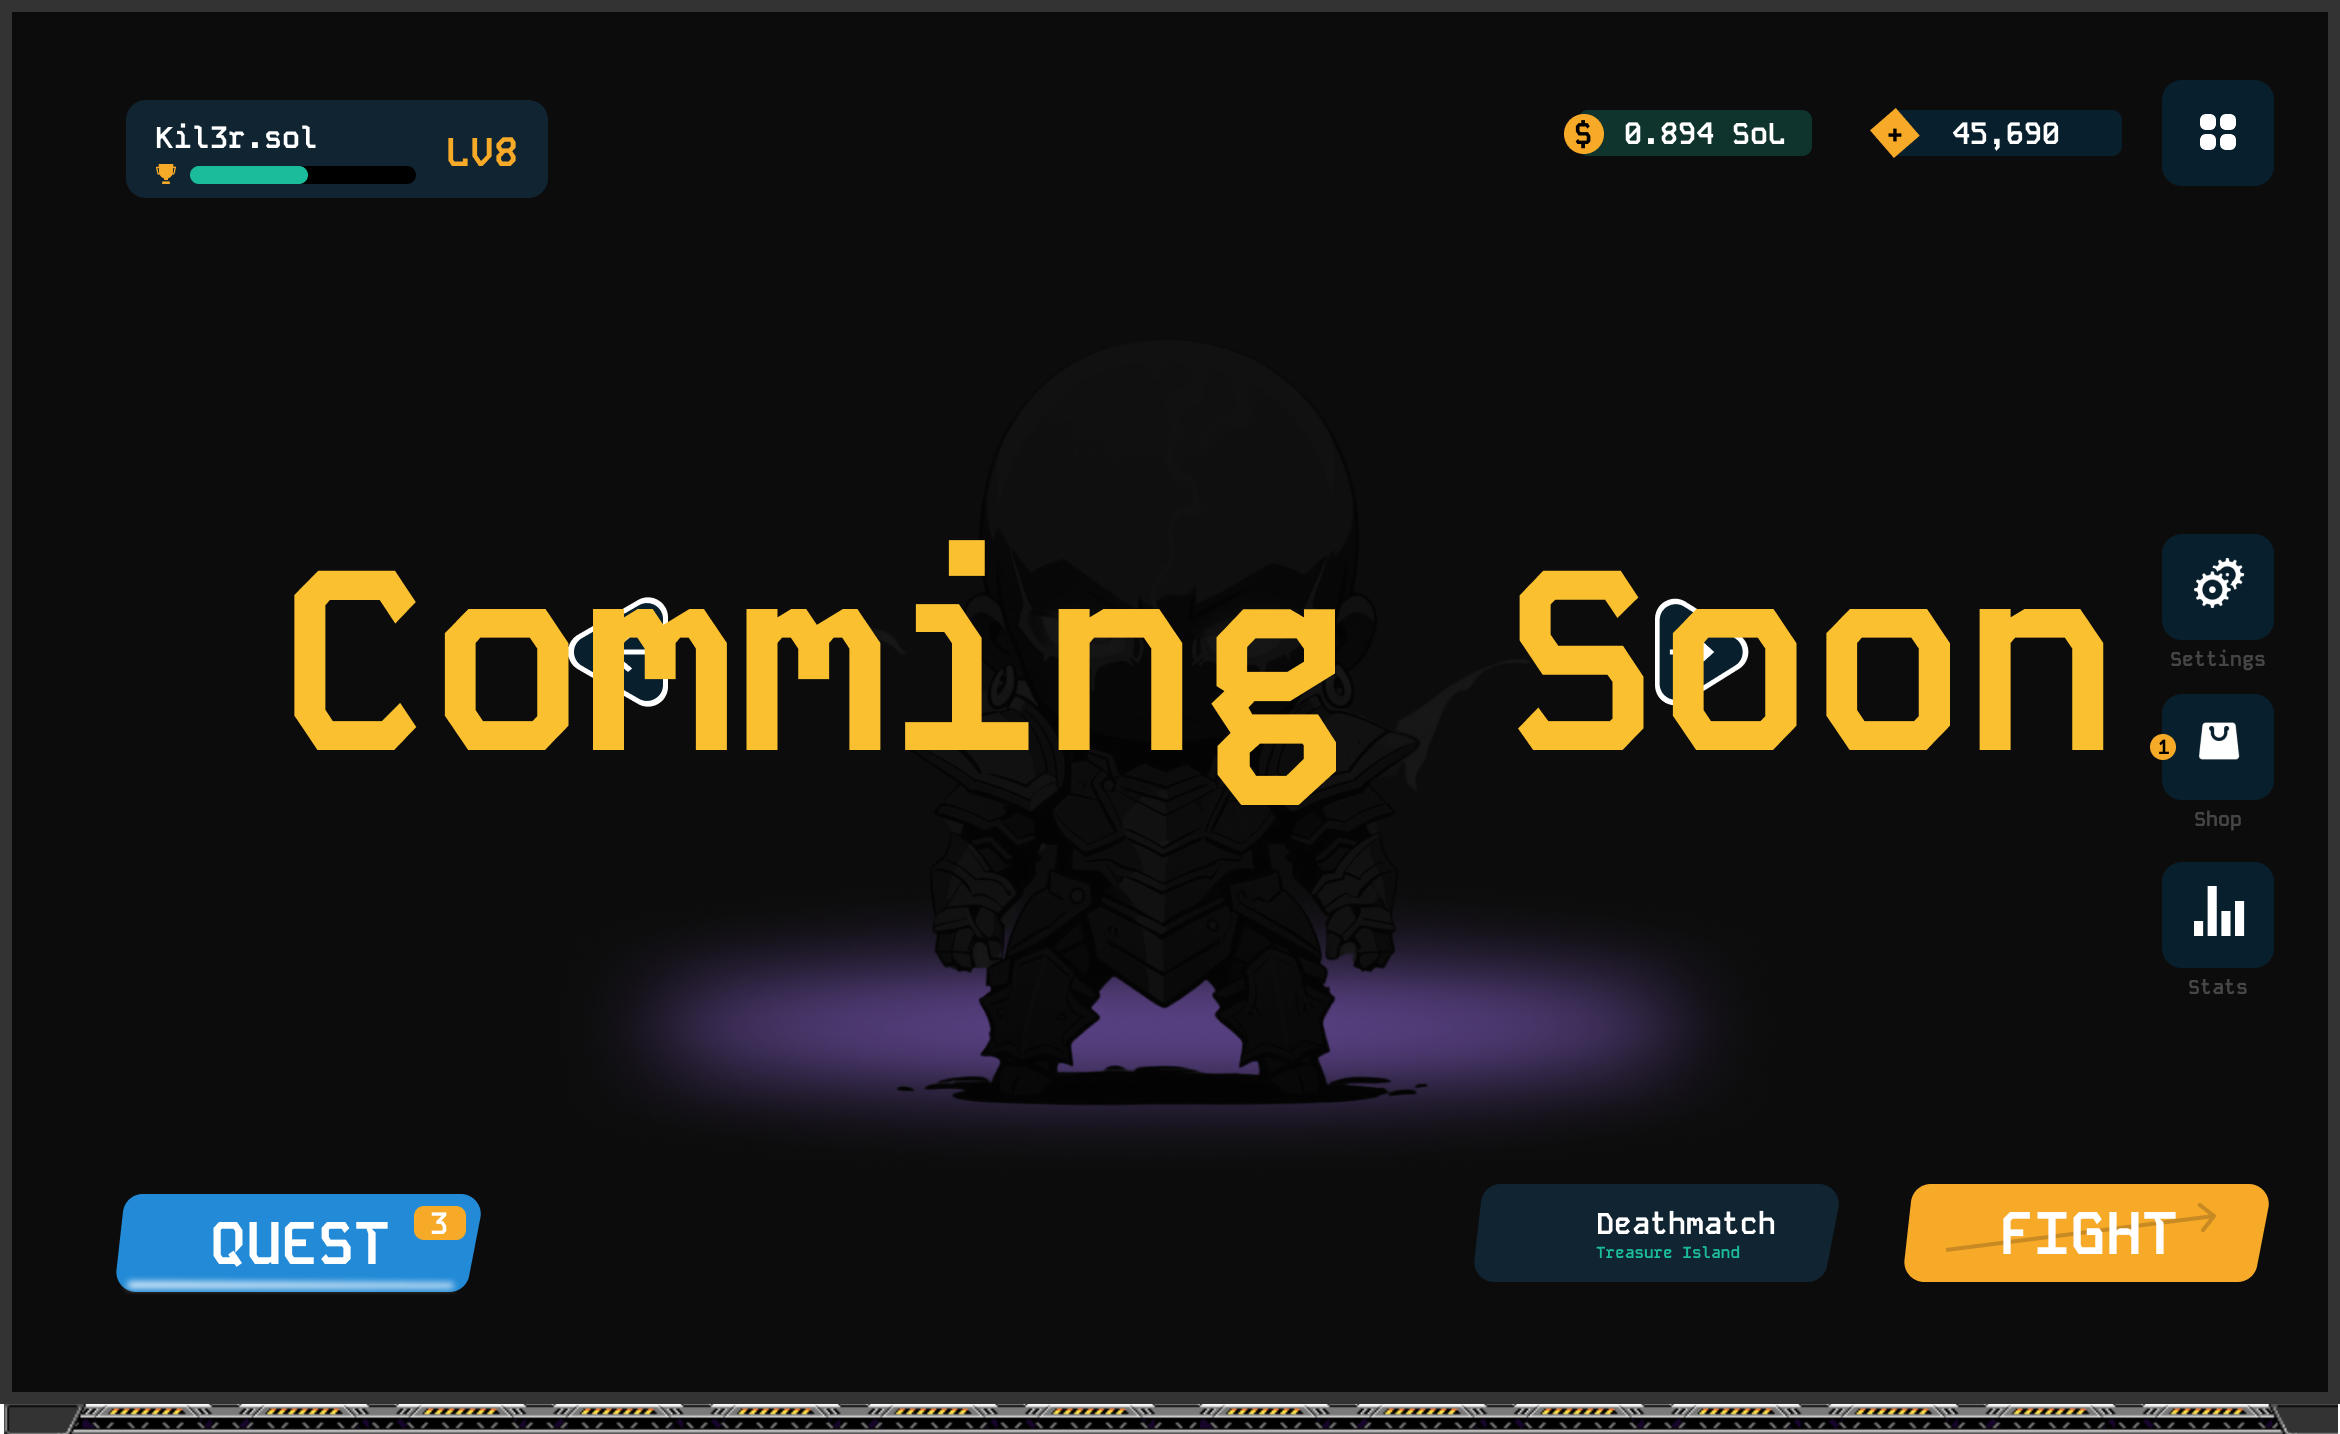 Kil3r.sol
LV8
$ 0.894 SoL
+ 45,690
Comming Soon
Settings
1
Shop
Stats
QUEST 3
Deathmatch
Treasure Island
FIGHT